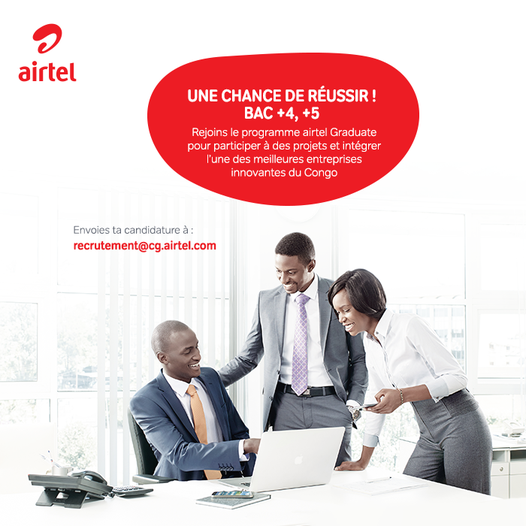 airtel
UNE CHANCE DE RÉUSSIR !
BAC +4, +5
Rejoins le programme airtel Graduate
pour participer à des projets et intégrer
l'une des meilleures entreprises
innovantes du Congo
Envoies ta candidature à :
recrutement@cg.airtel.com